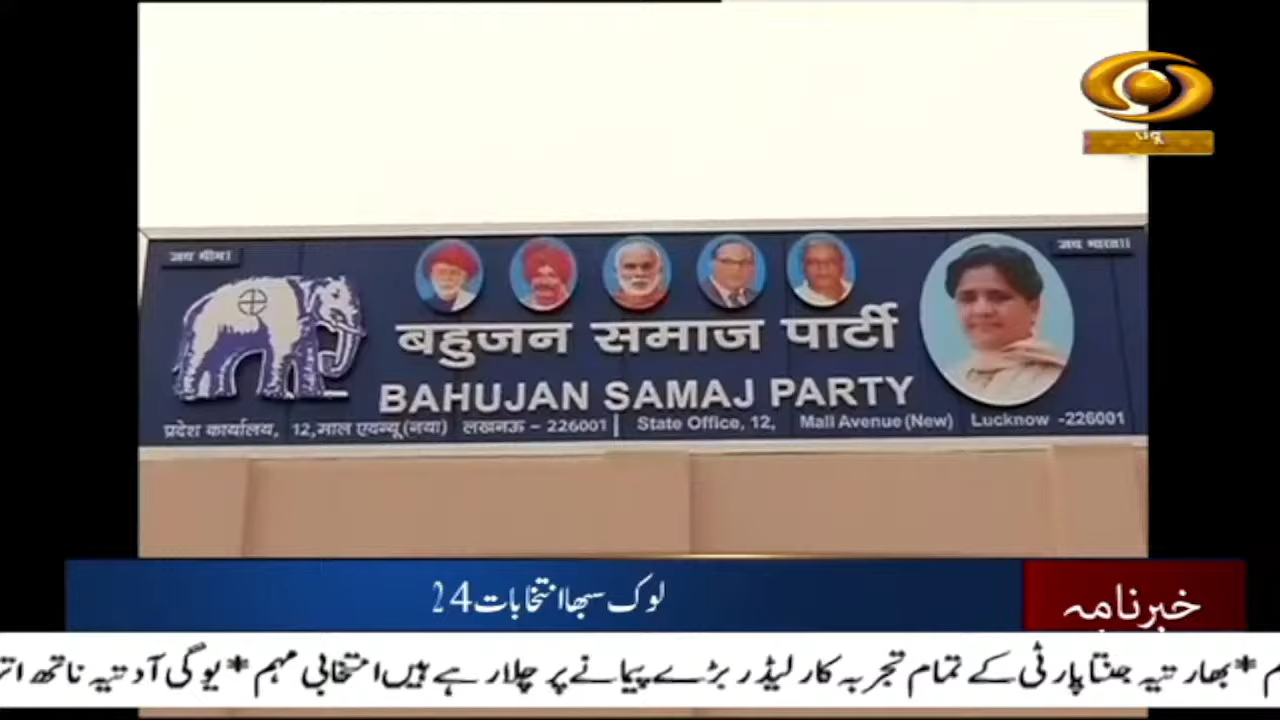 जय भीम।
जय भारत।।
बहुजन समाज पार्टी
BAHUJAN SAMAJ PARTY
प्रदेश कार्यालय, 12, माल एवन्यू (नया) लखनऊ - 226001 | State Office, 12, Mall Avenue (New) Lucknow -226001
لوک سبھا انتخابات 24
خبرنامہ
م *بھارتیہ جنتا پارٹی کے تمام تجربہ کار لیڈر بڑے پیمانے پر چلا رہے ہیں انتخابی مہم *یوگی آدتیہ ناتھ